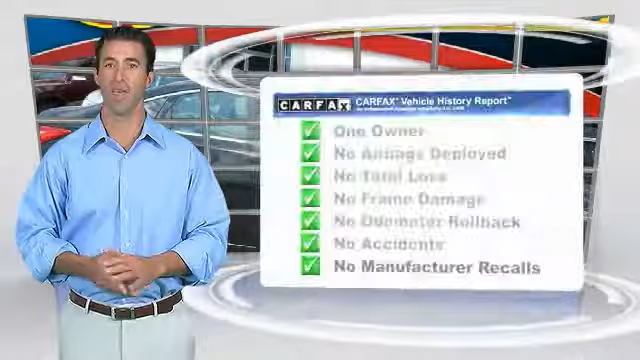 CARFAX CARFAX® Vehicle History Report™
One Owner
No Airbags Deployed
No Total Loss
No Frame Damage
No Odometer Rollback
No Accidents
No Manufacturer Recalls